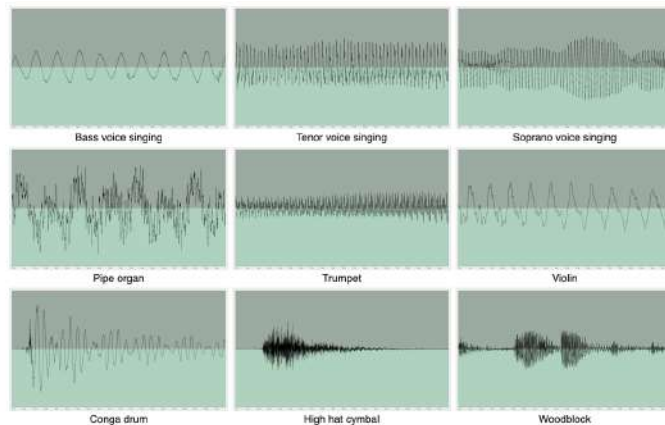 Bass voice singing
Tenor voice singing
Soprano voice singing
Pipe organ
Trumpet
Violin
Conga drum
High hat cymbal
Woodblock